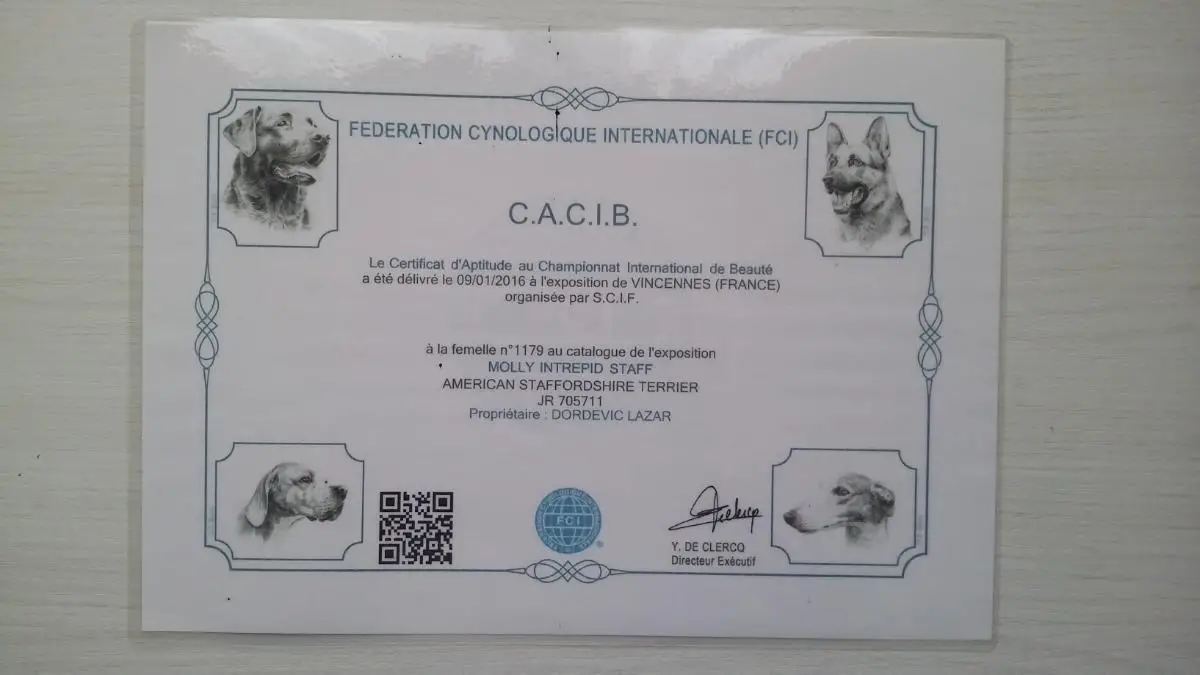 FEDERATION CYNOLOGIQUE INTERNATIONALE (FCI)
C.A.C.I.B.
Le Certificat d'Aptitude au Championnat International de Beauté
a été délivré le 09/01/2016 à l'exposition de VINCENNES (FRANCE)
organisée par S.C.I.F.
à la femelle n°1179 au catalogue de l'exposition
MOLLY INTREPID STAFF
AMERICAN STAFFORDSHIRE TERRIER
JR 705711
Propriétaire : DORDEVIC LAZAR
FCI
Y. DE CLERCQ
Directeur Exécutif